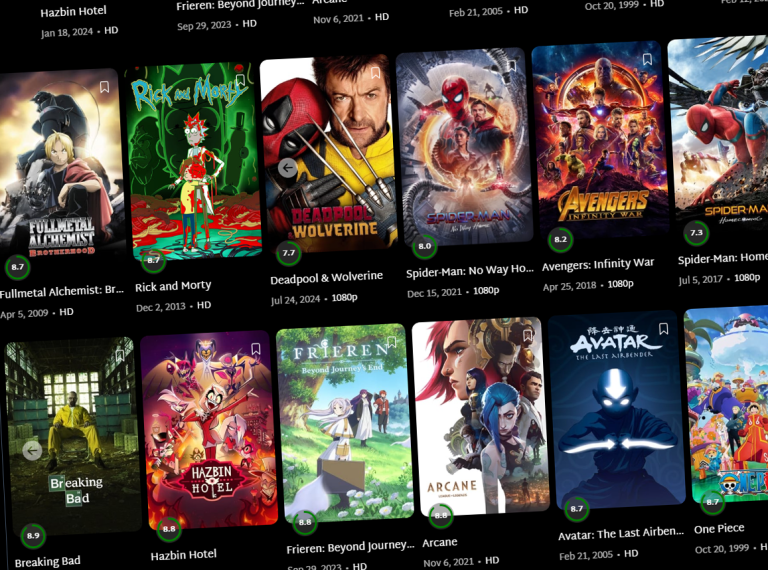 Hazbin Hotel
Jan 18, 2024 • HD
Frieren: Beyond Journey...
Sep 29, 2023 • HD
Arcane
Nov 6, 2021 • HD
Feb 21, 2005 • HD
Oct 20, 1999 • HD
FULLMETAL
ALCHEMIST
BROTHERHOOD
8.7
Fullmetal Alchemist: Br...
Apr 5, 2009 • HD
Rick and Morty
8.7
Rick and Morty
Dec 2, 2013 • HD
DEADPOOL
WOLVERINE
7.7
Deadpool & Wolverine
Jul 24, 2024 • 1080p
SPIDER-MAN
No Way Home
8.0
Spider-Man: No Way Ho...
Dec 15, 2021 • 1080p
AVENGERS
INFINITY WAR
8.2
Avengers: Infinity War
Apr 25, 2018 • 1080p
SPIDER-MA
HOMECOMING
7.3
Spider-Man: Home
Jul 5, 2017 • 1080p
Breaking
Bad
8.9
Breaking Bad
HAZBIN
HOTEL
8.8
Hazbin Hotel
FRIEREN
Beyond Journey's End
8.8
Frieren: Beyond Journey...
Sep 29, 2023 • HD
ARCANE
8.8
Arcane
Nov 6, 2021 • HD
降去神通
AVATAR
THE LAST AIRBENDER
8.7
Avatar: The Last Airben...
Feb 21, 2005 • HD
8.7
One Piece
Oct 20, 1999 • HD